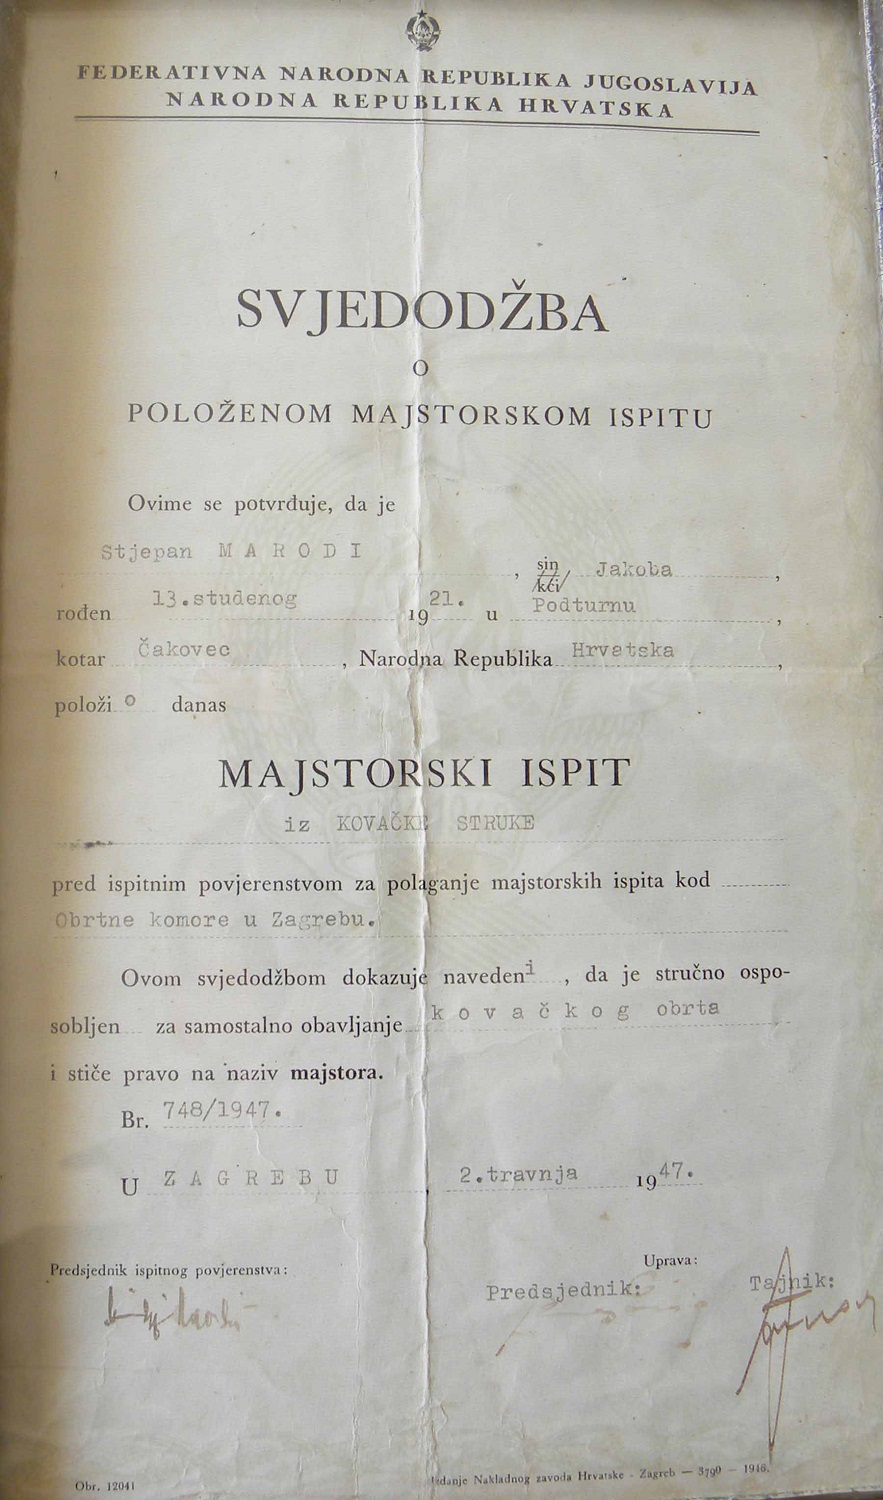 FEDERATIVNA NARODNA REPUBLIKA JUGOSLAVIJA
NARODNA REPUBLIKA HRVATSKA
SVJEDODŽBA
O
POLOŽENOM MAJSTORSKOM ISPITU
Ovime se potvrđuje, da je
Stjepan MARODI, sin/kći/ Jakoba,
rođen 13.studenog 1921. u Podturnu,
kotar Čakovec, Narodna Republika Hrvatska,
položio danas
MAJSTORSKI ISPIT
iz KOVAČKE STRUKE
pred ispitnim povjerenstvom za polaganje majstorskih ispita kod
Obrtne komore u Zagrebu.
Ovom svjedodžbom dokazuje navedeni, da je stručno ospo-
sobljen za samostalno obavljanje kovačkog obrta
i stiče pravo na naziv majstora.
Br. 748/1947.
U ZAGREBU, 2.travnja 1947.
Predsjednik ispitnog povjerenstva:
Uprava:
Predsjednik: Tajnik:
Obr. 12041
Izdanje Nakladnog zavoda Hrvatske - Zagreb — 3790 — 1946.